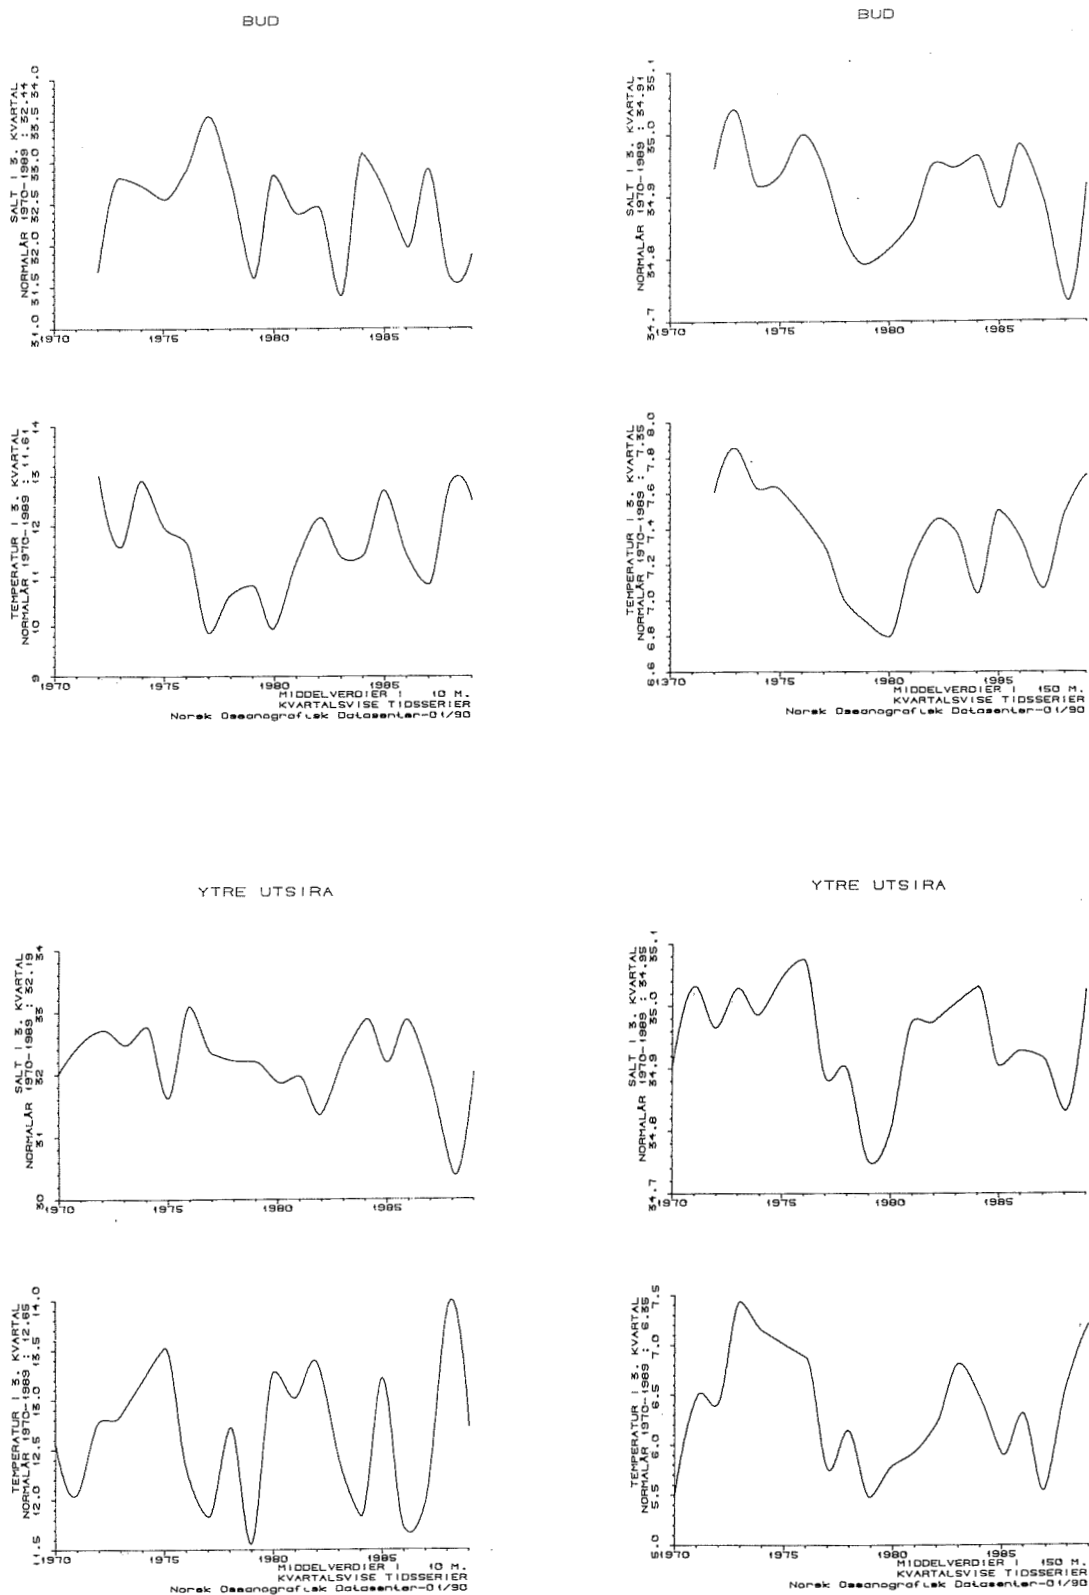 BUD
SALT I 3. KVARTAL
NORMALÅR 1970-1989 : 32.44
31.0 31.5 32.0 32.5 33.0 33.5 34.0
1970 1975 1980 1985
TEMPERATUR I 3. KVARTAL
NORMALÅR 1970-1989 : 11.61
9 10 11 12 13 14
1970 1975 1980 1985
MIDDELVERDIER I 10 M.
KVARTALSVISE TIDSSERIER
Norsk Oseanografisk Datasenter-01/90
BUD
SALT I 3. KVARTAL
NORMALÅR 1970-1989 : 34.91
34.7 34.8 34.9 35.0 35.1
1970 1975 1980 1985
TEMPERATUR I 3. KVARTAL
NORMALÅR 1970-1989 : 7.35
6.6 6.8 7.0 7.2 7.4 7.6 7.8 8.0
1970 1975 1980 1985
MIDDELVERDIER I 150 M.
KVARTALSVISE TIDSSERIER
Norsk Oseanografisk Datasenter-01/90
YTRE UTSIRA
SALT I 3. KVARTAL
NORMALÅR 1970-1989 : 32.19
30 31 32 33 34
1970 1975 1980 1985
TEMPERATUR I 3. KVARTAL
NORMALÅR 1970-1989 : 12.65
11.5 12.0 12.5 13.0 13.5 14.0
1970 1975 1980 1985
MIDDELVERDIER I 10 M.
KVARTALSVISE TIDSSERIER
Norsk Oseanografisk Datasenter-01/90
YTRE UTSIRA
SALT I 3. KVARTAL
NORMALÅR 1970-1989 : 34.95
34.7 34.8 34.9 35.0 35.1
1970 1975 1980 1985
TEMPERATUR I 3. KVARTAL
NORMALÅR 1970-1989 : 6.35
5.0 5.5 6.0 6.5 7.0 7.5
1970 1975 1980 1985
MIDDELVERDIER I 150 M.
KVARTALSVISE TIDSSERIER
Norsk Oseanografisk Datasenter-01/90